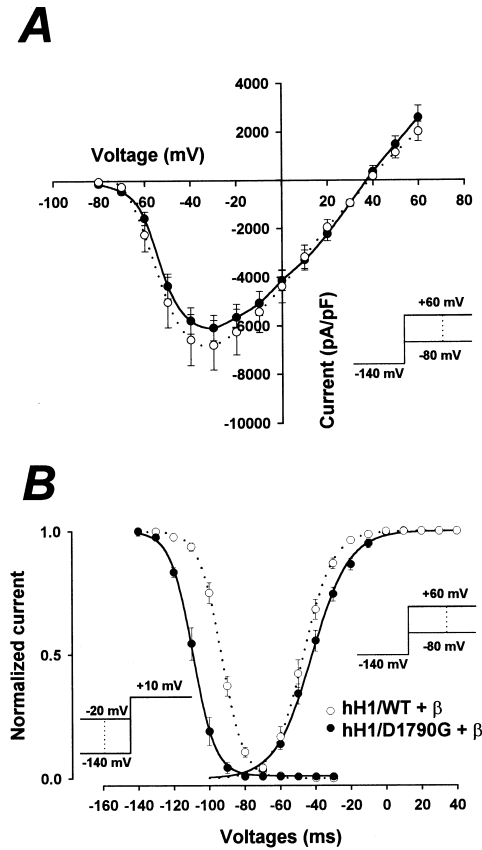 A
4000
2000
Voltage (mV)
-100 -80 -60 -40 -20 20 40 60 80
-2000
-4000
-6000
-8000
-10000
Current (pA/pF)
+60 mV
-80 mV
-140 mV
B
1.0
0.5
0.0
Normalized current
+60 mV
-80 mV
-140 mV
+10 mV
-20 mV
-140 mV
hH1/WT + β
hH1/D1790G + β
-160 -140 -120 -100 -80 -60 -40 -20 0 20 40
Voltages (ms)